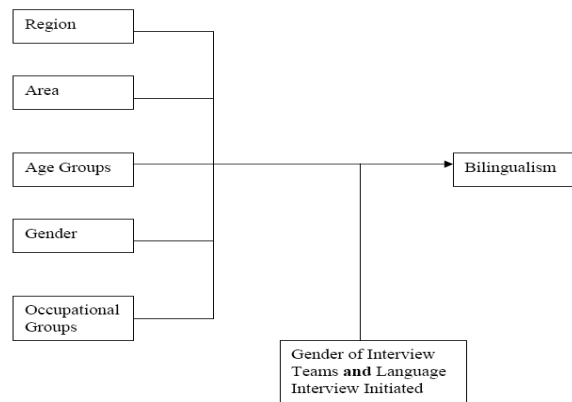 Region
Area
Age Groups
Bilingualism
Gender
Occupational
Groups
Gender of Interview
Teams and Language
Interview Initiated